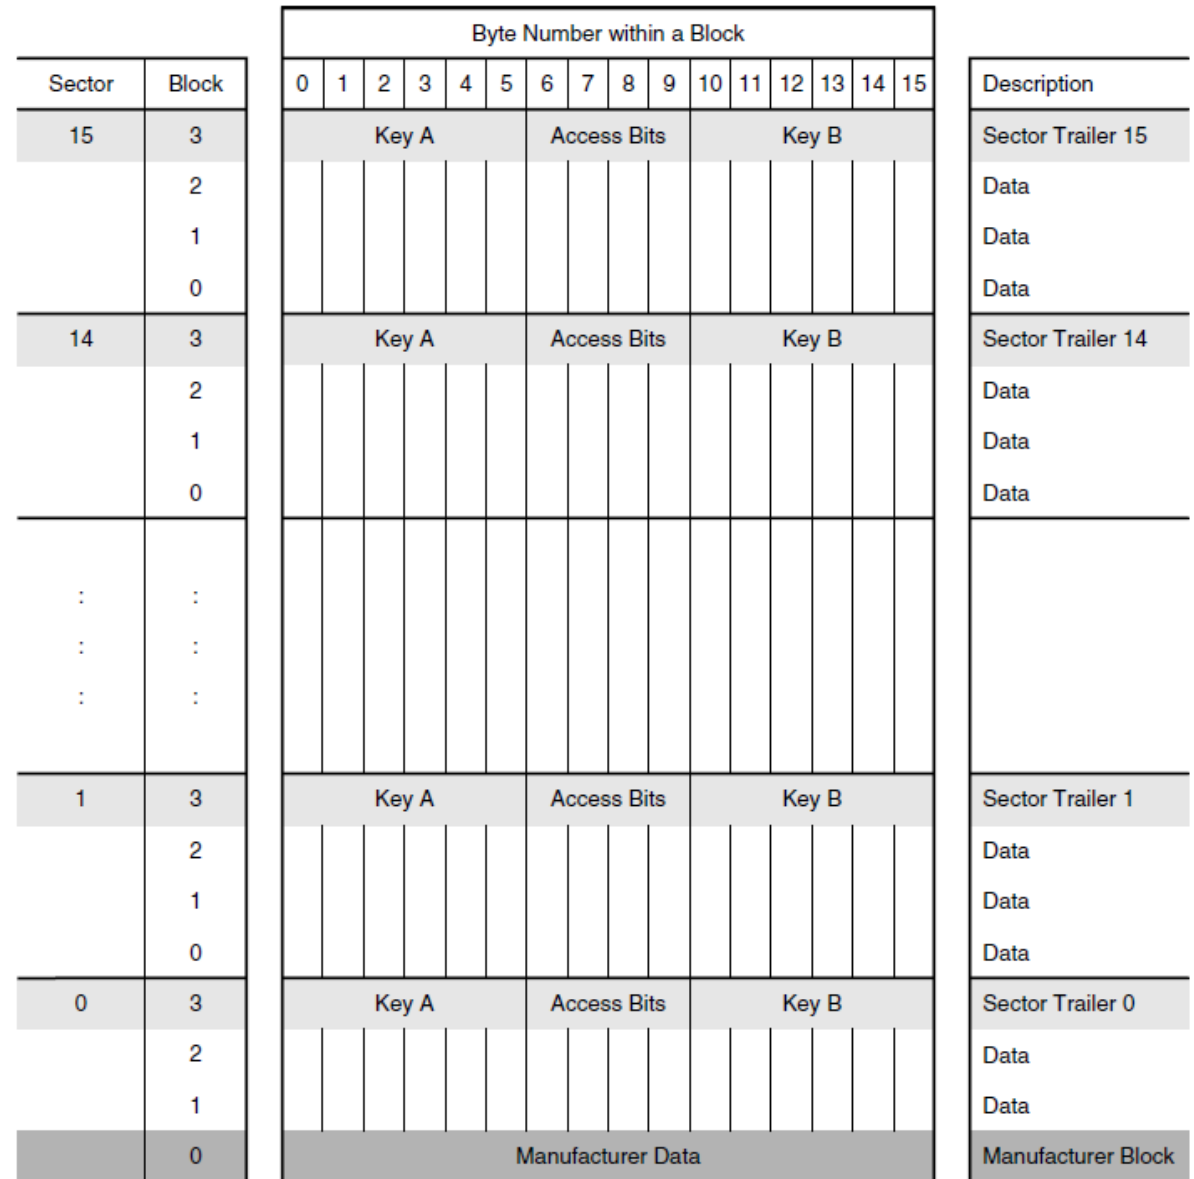 Byte Number within a Block
Sector Block 0 1 2 3 4 5 6 7 8 9 10 11 12 13 14 15 Description
15 3 Key A Access Bits Key B Sector Trailer 15
2 Data
1 Data
0 Data
14 3 Key A Access Bits Key B Sector Trailer 14
2 Data
1 Data
0 Data
: :
: :
: :
1 3 Key A Access Bits Key B Sector Trailer 1
2 Data
1 Data
0 Data
0 3 Key A Access Bits Key B Sector Trailer 0
2 Data
1 Data
0 Manufacturer Data Manufacturer Block